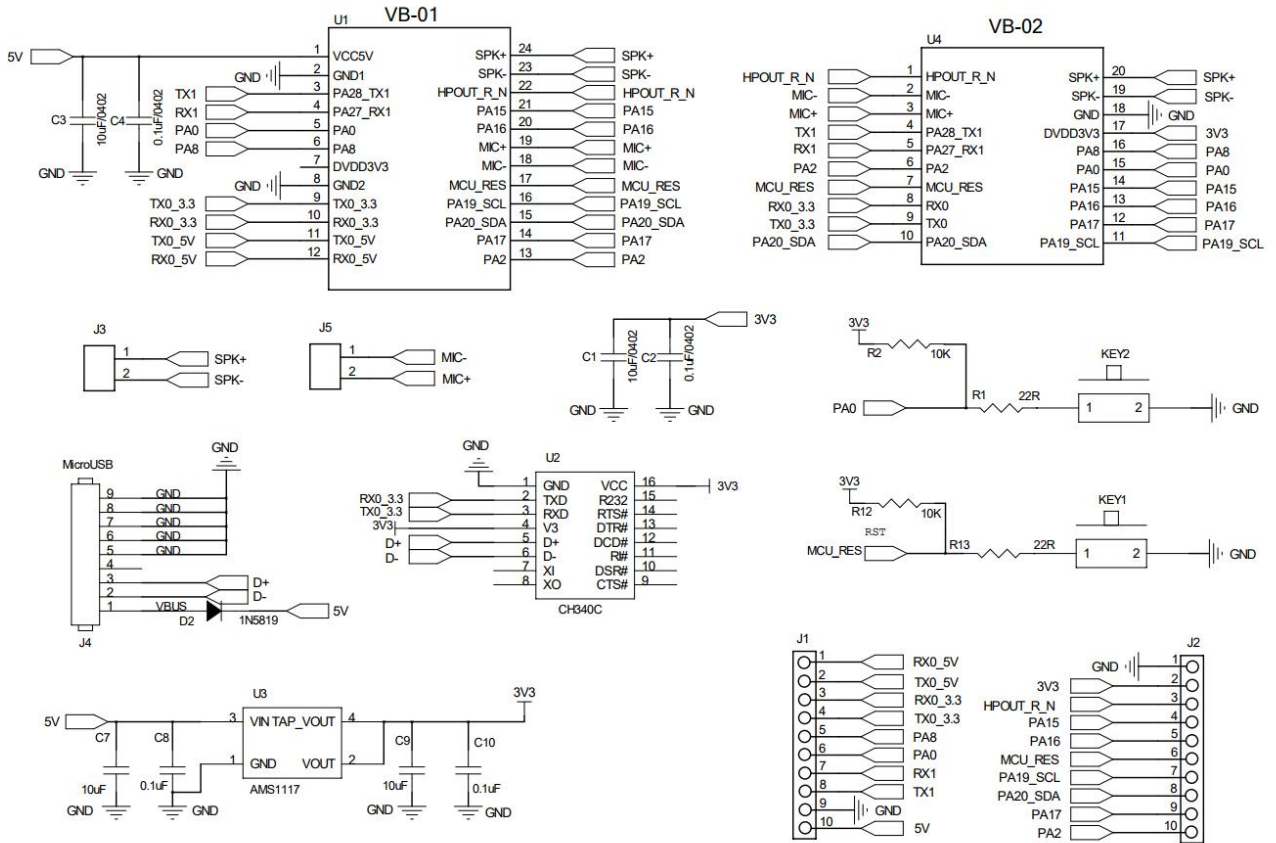 VB-01
U1
5V
C3
10uF/0402
C4
0.1uF/0402
GND
GND
GND
TX1
RX1
PA0
PA8
GND
TX0_3.3
RX0_3.3
TX0_5V
RX0_5V
1 VCC5V
2 GND1
3 PA28_TX1
4 PA27_RX1
5 PA0
6 PA8
7 DVDD3V3
8 GND2
9 TX0_3.3
10 RX0_3.3
11 TX0_5V
12 RX0_5V
SPK+ 24 SPK+
SPK- 23 SPK-
HPOUT_R_N 22 HPOUT_R_N
PA15 21 PA15
PA16 20 PA16
MIC+ 19 MIC+
MIC- 18 MIC-
MCU_RES 17 MCU_RES
PA19_SCL 16 PA19_SCL
PA20_SDA 15 PA20_SDA
PA17 14 PA17
PA2 13 PA2
VB-02
U4
HPOUT_R_N 1 HPOUT_R_N
MIC- 2 MIC-
MIC+ 3 MIC+
TX1 4 PA28_TX1
RX1 5 PA27_RX1
PA2 6 PA2
MCU_RES 7 MCU_RES
RX0_3.3 8 RX0
TX0_3.3 9 TX0
PA20_SDA 10 PA20_SDA
SPK+ 20 SPK+
SPK- 19 SPK-
GND 18 GND
DVDD3V3 17 3V3
PA8 16 PA8
PA0 15 PA0
PA15 14 PA15
PA16 13 PA16
PA17 12 PA17
PA19_SCL 11 PA19_SCL
J3
1 SPK+
2 SPK-
J5
1 MIC-
2 MIC+
3V3
C1
10uF/0402
C2
0.1uF/0402
GND
GND
3V3
R2 10K
KEY2
PA0
R1 22R
1 2
GND
MicroUSB
GND
9 GND
8 GND
7 GND
6 GND
5 GND
4
3 D+
2 D-
1 VBUS
D2 1N5819
5V
J4
GND
U2
1 GND
RX0_3.3 2 TXD
TX0_3.3 3 RXD
3V3 4 V3
D+ 5 D+
D- 6 D-
7 XI
8 XO
VCC 16 3V3
R232 15
RTS# 14
DTR# 13
DCD# 12
RI# 11
DSR# 10
CTS# 9
CH340C
3V3
R12 10K
KEY1
RST
MCU_RES
R13 22R
1 2
GND
U3
5V
C7
10uF
GND
C8
0.1uF
GND
3 VIN TAP_VOUT 4
1 GND VOUT 2
AMS1117
3V3
C9
10uF
GND
C10
0.1uF
GND
J1
1 RX0_5V
2 TX0_5V
3 RX0_3.3
4 TX0_3.3
5 PA8
6 PA0
7 RX1
8 TX1
9 GND
10 5V
J2
GND 1
3V3 2
HPOUT_R_N 3
PA15 4
PA16 5
MCU_RES 6
PA19_SCL 7
PA20_SDA 8
PA17 9
PA2 10